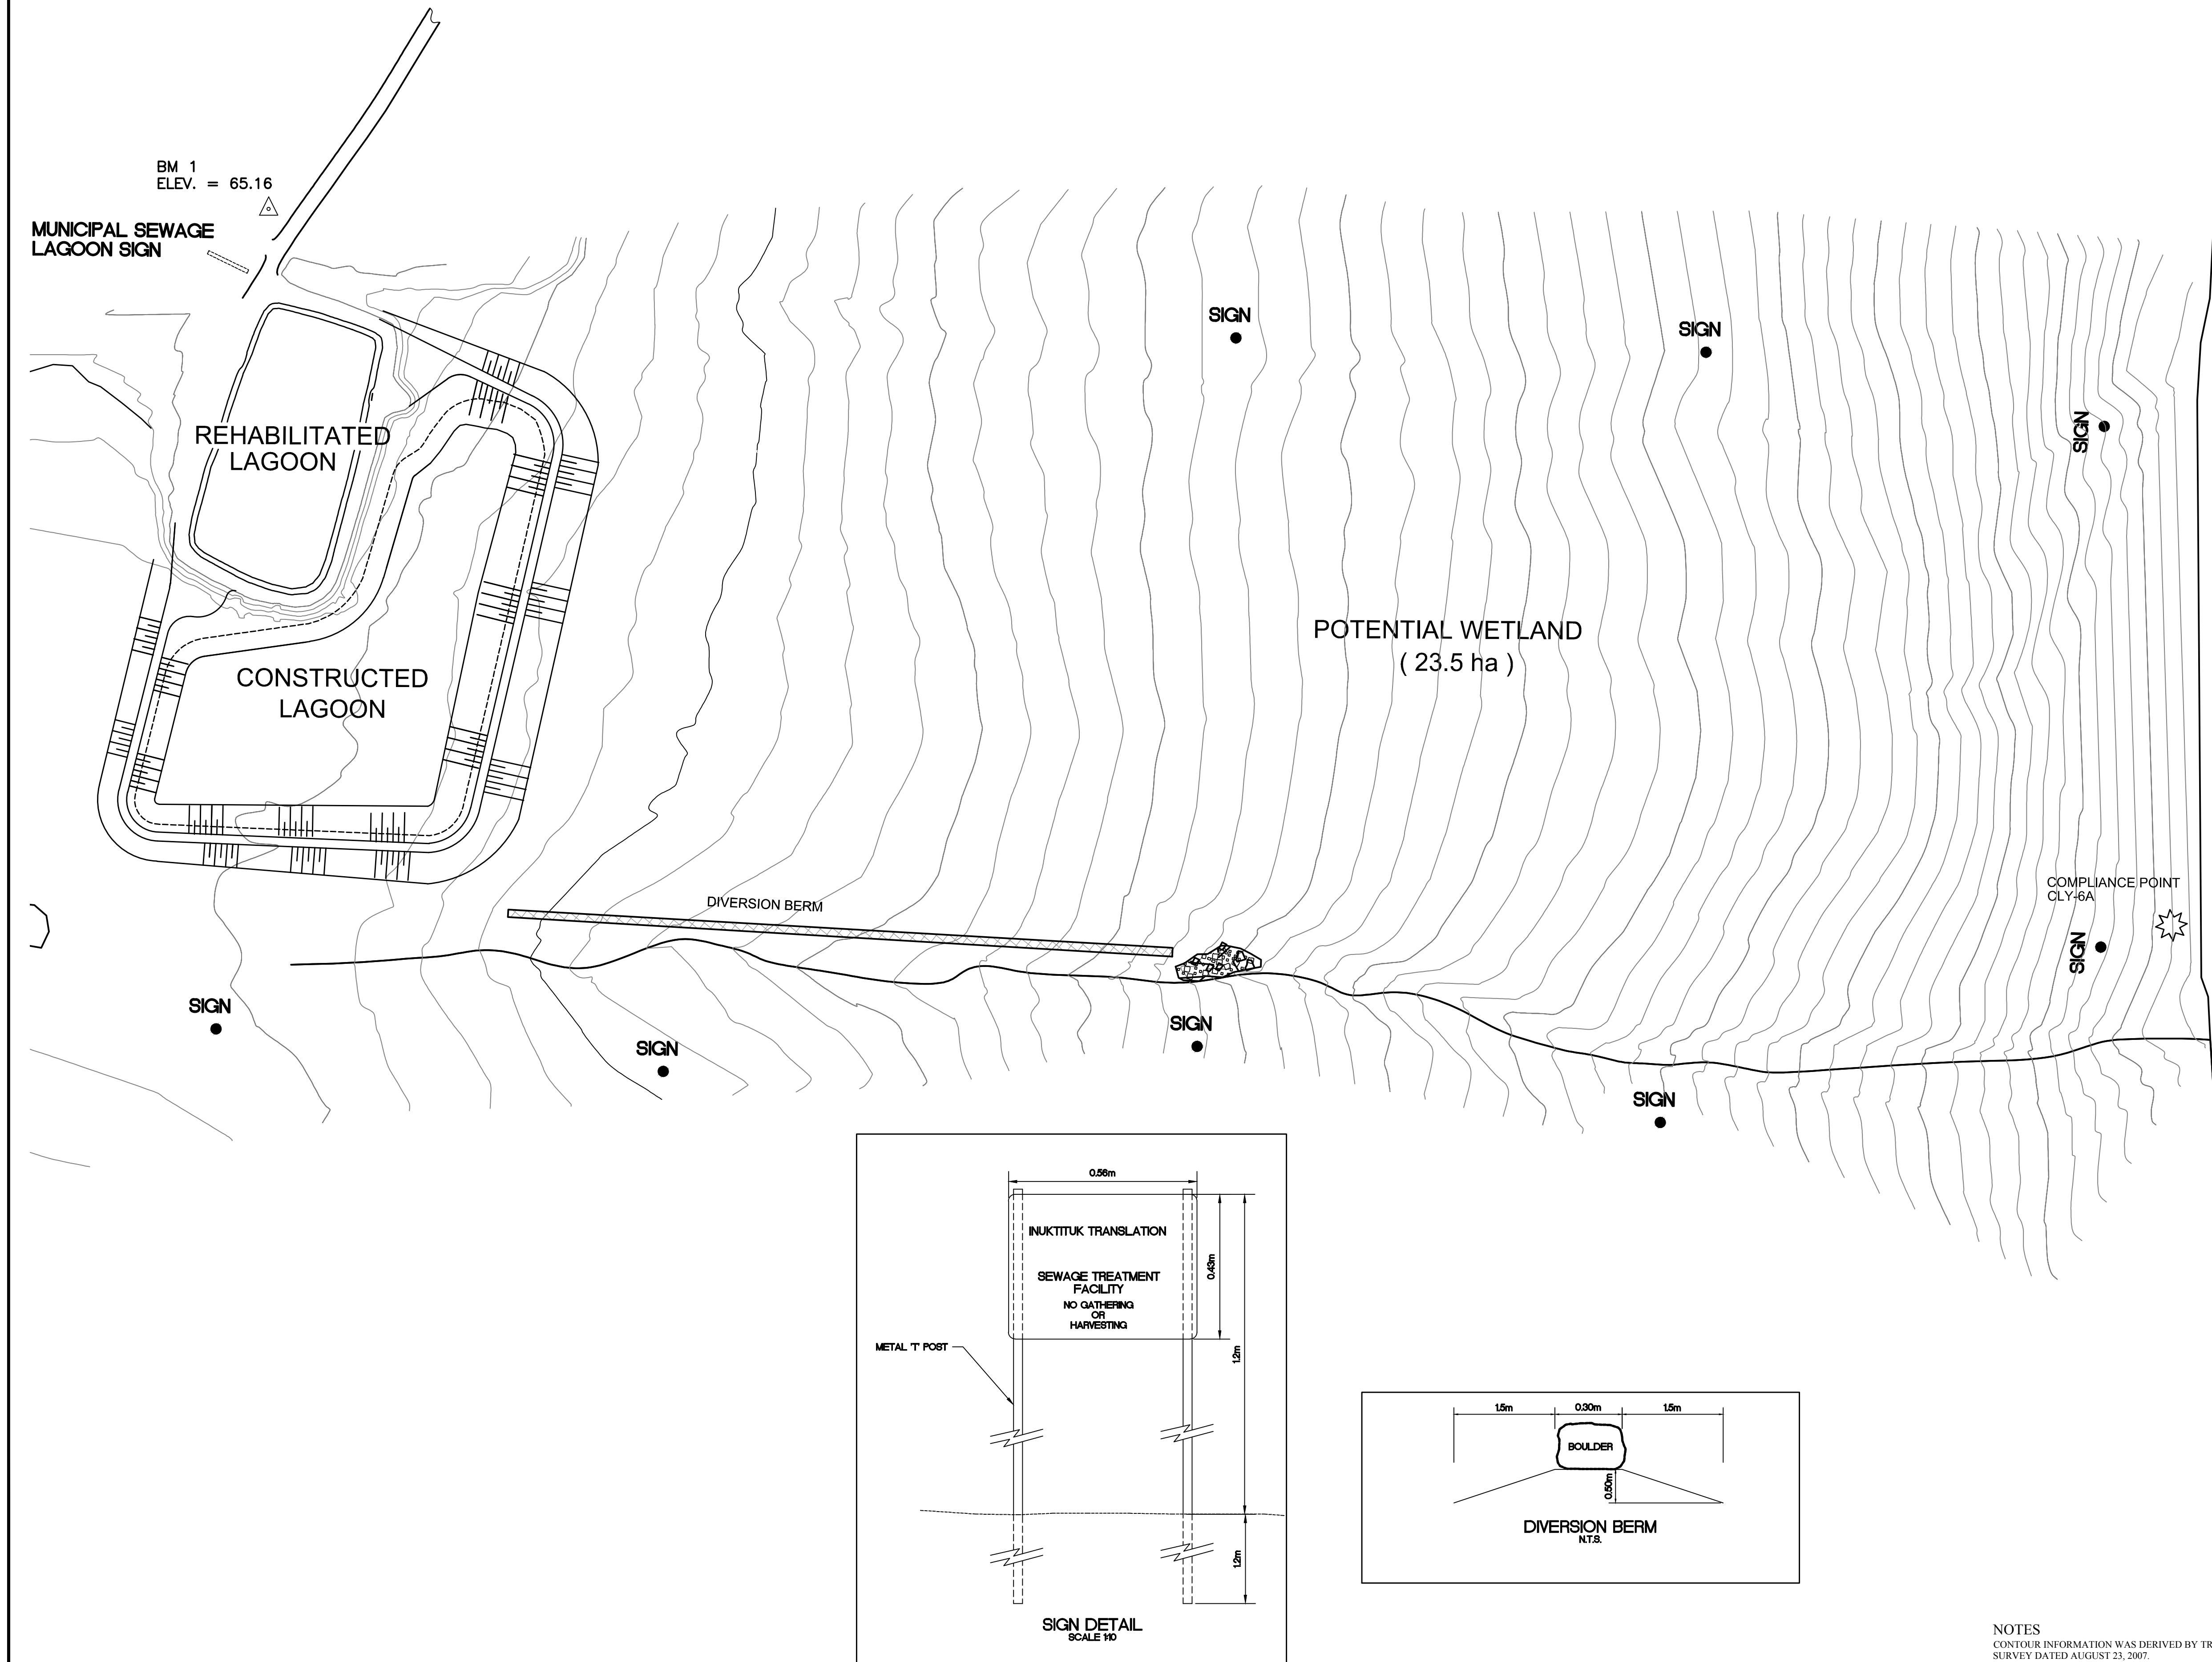 BM 1
ELEV. = 65.16
MUNICIPAL SEWAGE
LAGOON SIGN
SIGN
SIGN
SIGN
REHABILITATED
LAGOON
POTENTIAL WETLAND
( 23.5 ha )
CONSTRUCTED
LAGOON
COMPLIANCE POINT
CLY-6A
DIVERSION BERM
SIGN
SIGN
SIGN
SIGN
SIGN
0.56m
INUKTITUK TRANSLATION
SEWAGE TREATMENT
FACILITY
NO GATHERING
OR
HARVESTING
0.43m
1.2m
METAL 'T' POST
1.2m
SIGN DETAIL
SCALE 1:10
1.5m
0.30m
1.5m
BOULDER
0.50m
DIVERSION BERM
N.T.S.
NOTES
CONTOUR INFORMATION WAS DERIVED BY
SURVEY DATED AUGUST 23, 2007.